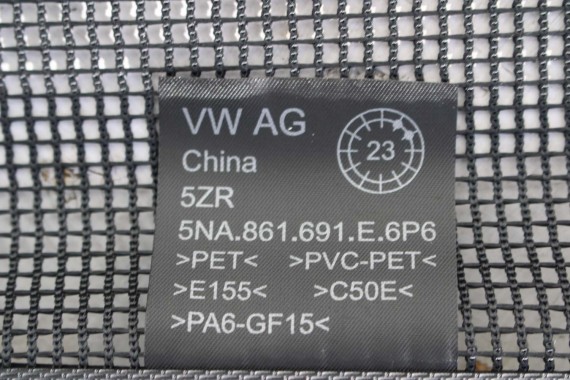 VW AG
23
China
5ZR
5NA.861.691.E.6P6
>PET< >PVC-PET<
>E155< >C50E<
>PA6-GF15<